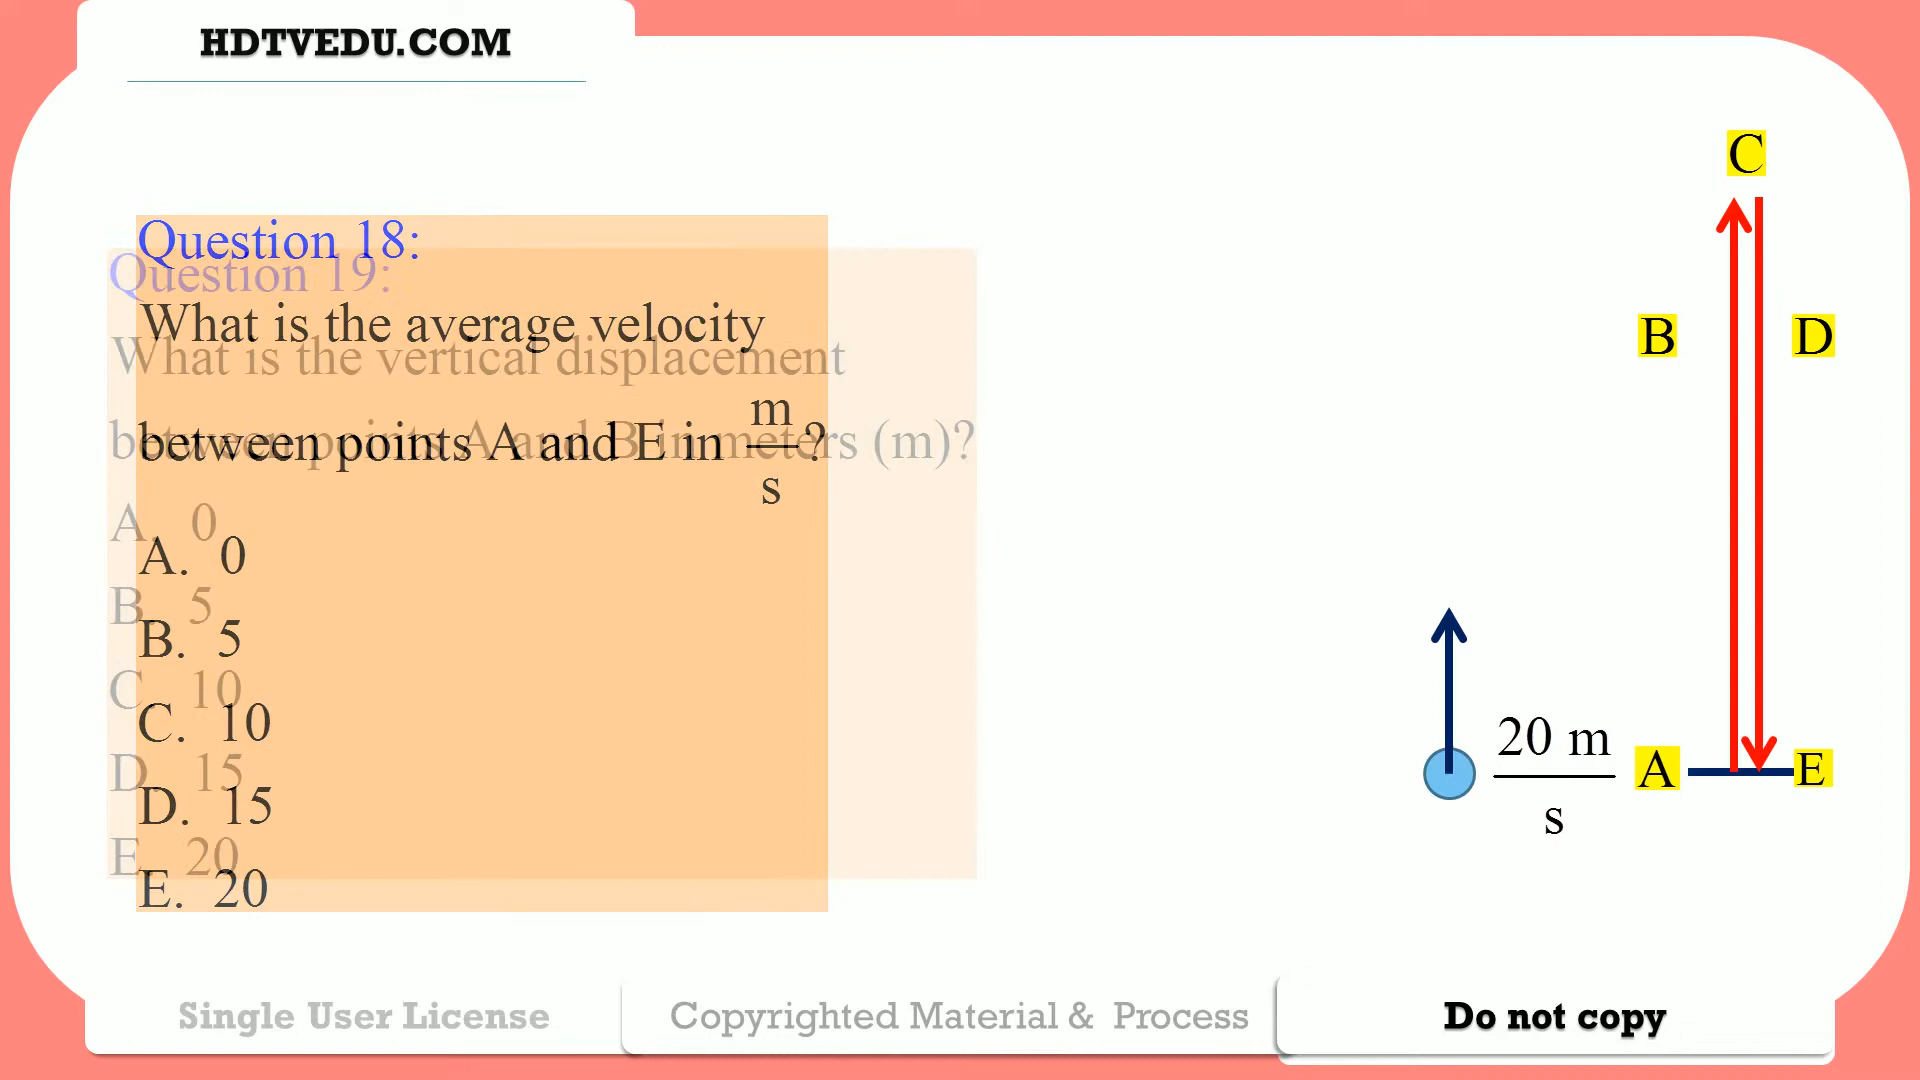 HDTVEDU.COM
Question 18:
What is the average velocity
between points A and E in m/s?
A. 0
B. 5
C. 10
D. 15
E. 20
Question 19:
What is the vertical displacement
between points A and B in meters (m)?
A. 0
B. 5
C. 10
D. 15
E. 20
C
B
D
20 m
s
A
E
Single User License
Copyrighted Material & Process
Do not copy